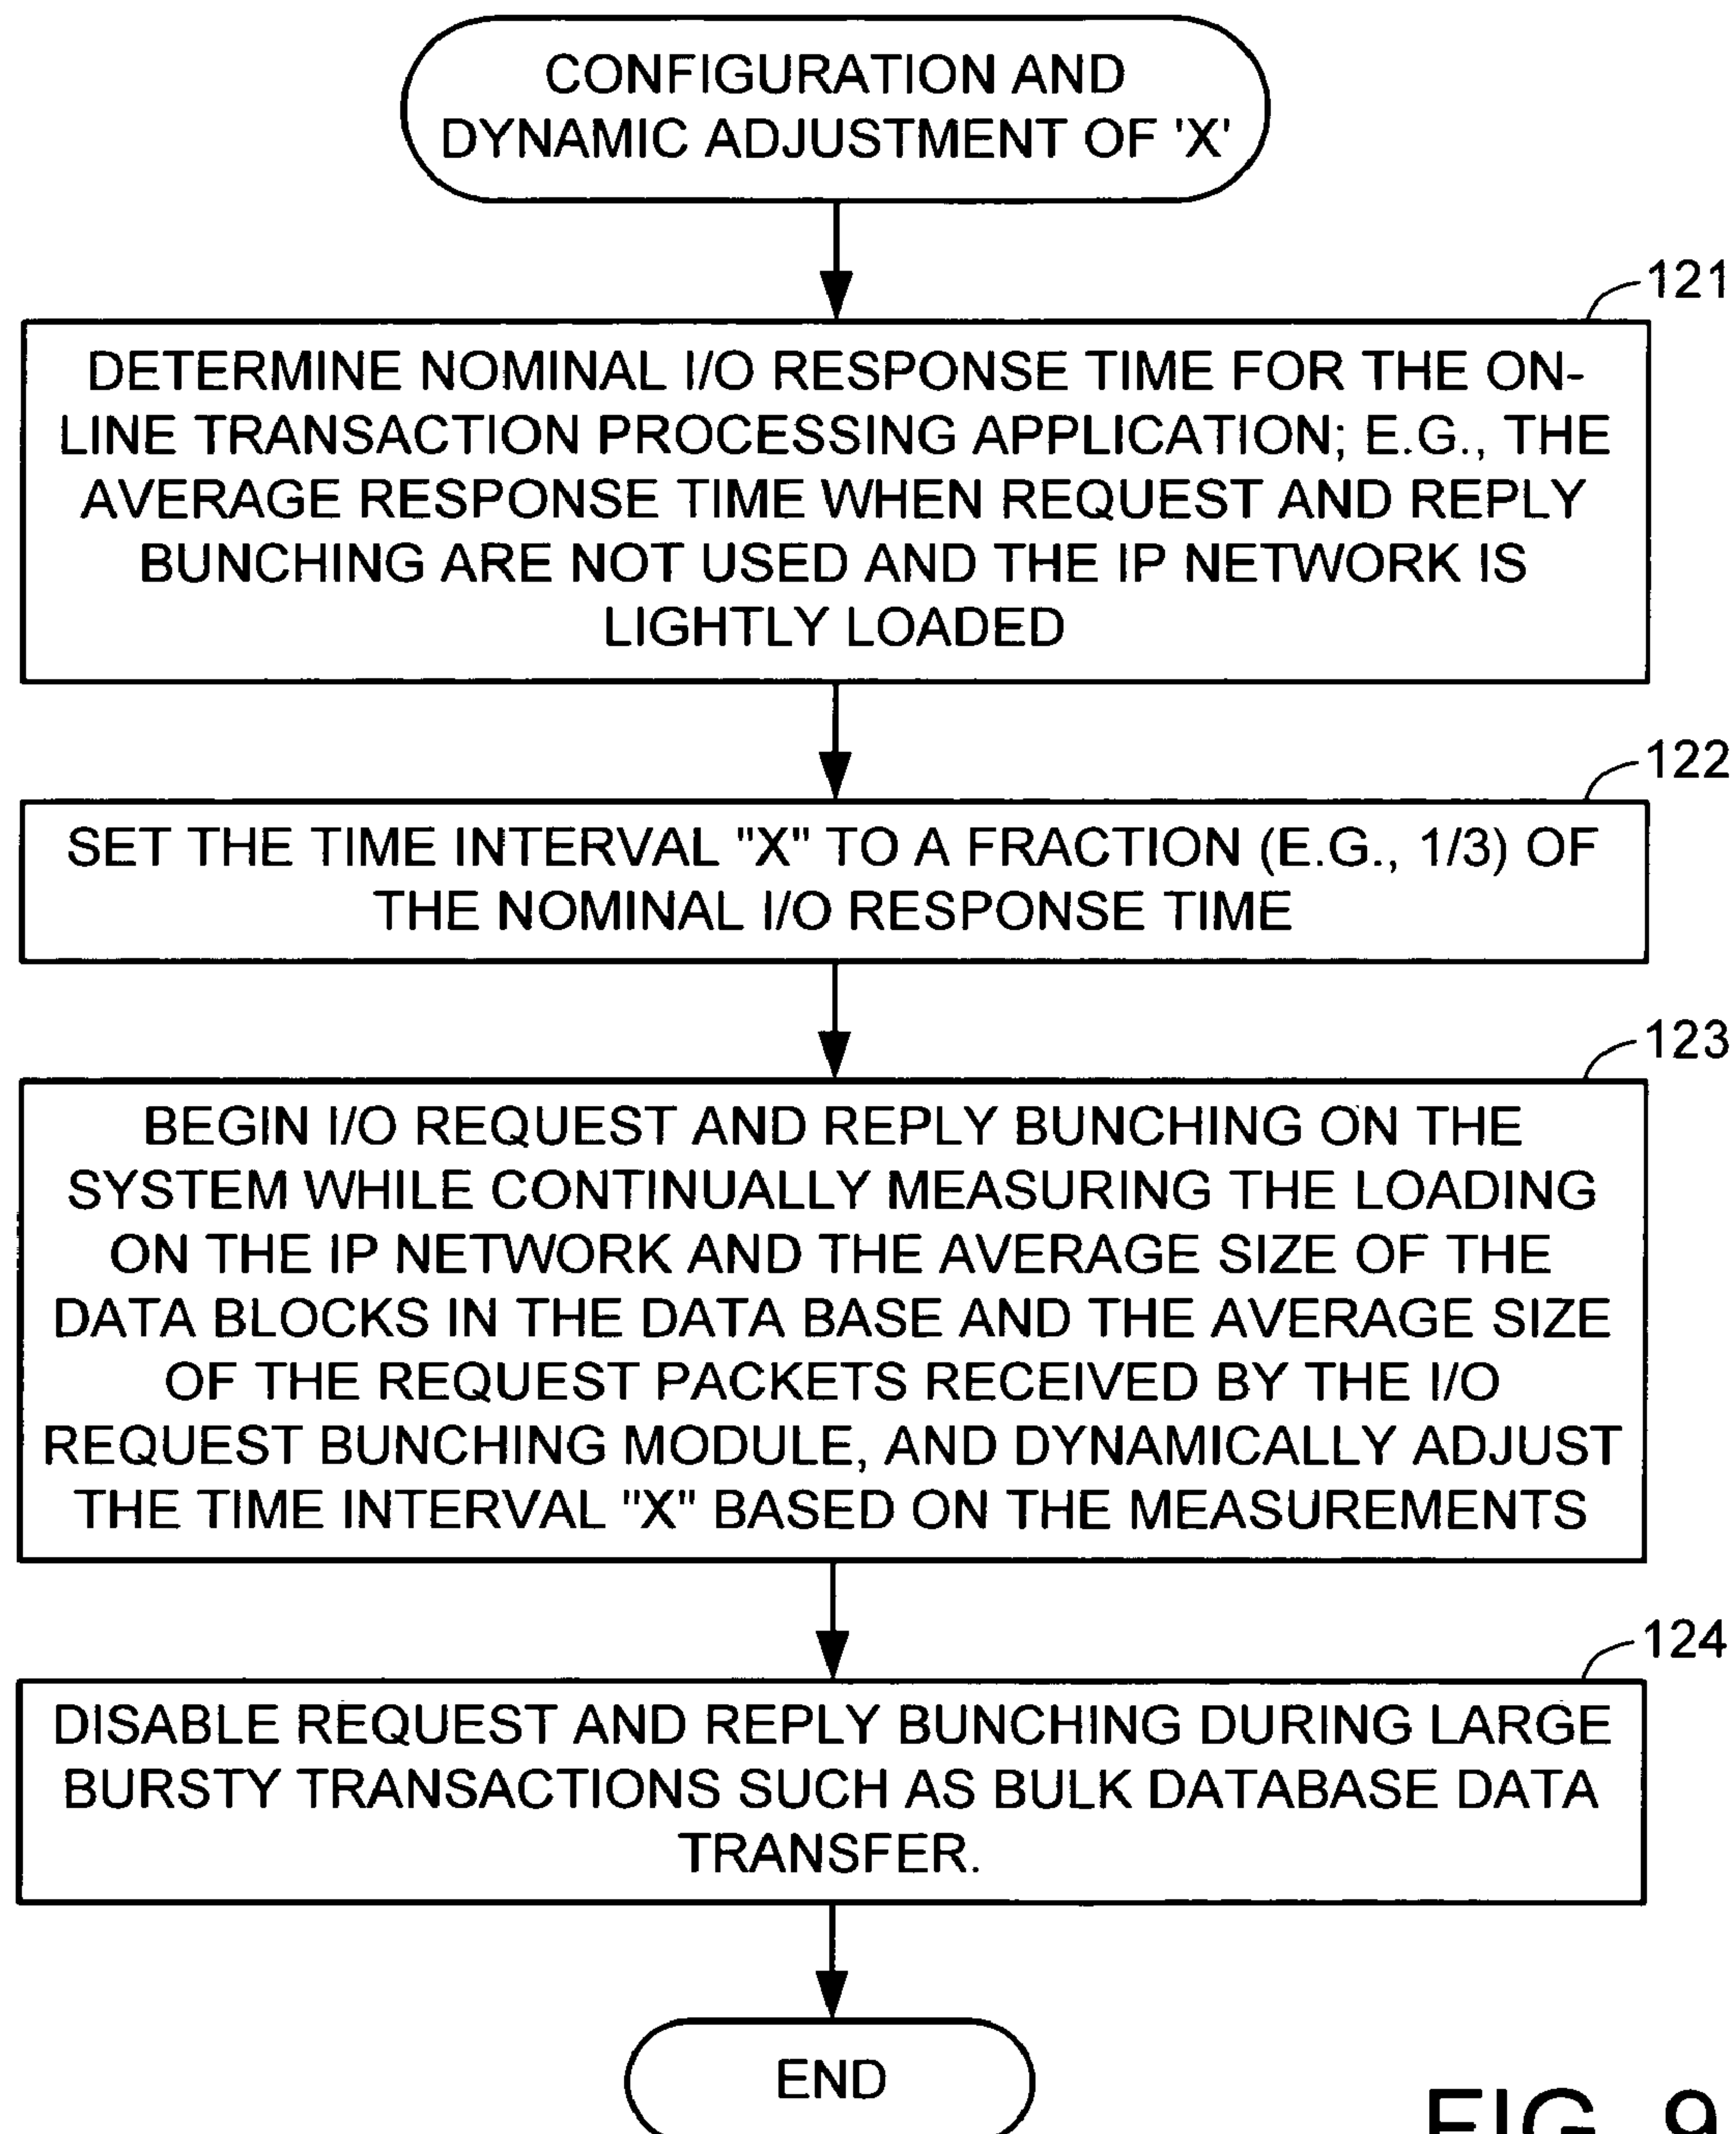 CONFIGURATION AND
DYNAMIC ADJUSTMENT OF 'X'
121
DETERMINE NOMINAL I/O RESPONSE TIME FOR THE ON-
LINE TRANSACTION PROCESSING APPLICATION; E.G., THE
AVERAGE RESPONSE TIME WHEN REQUEST AND REPLY
BUNCHING ARE NOT USED AND THE IP NETWORK IS
LIGHTLY LOADED
122
SET THE TIME INTERVAL "X" TO A FRACTION (E.G., 1/3) OF
THE NOMINAL I/O RESPONSE TIME
123
BEGIN I/O REQUEST AND REPLY BUNCHING ON THE
SYSTEM WHILE CONTINUALLY MEASURING THE LOADING
ON THE IP NETWORK AND THE AVERAGE SIZE OF THE
DATA BLOCKS IN THE DATA BASE AND THE AVERAGE SIZE
OF THE REQUEST PACKETS RECEIVED BY THE I/O
REQUEST BUNCHING MODULE, AND DYNAMICALLY ADJUST
THE TIME INTERVAL "X" BASED ON THE MEASUREMENTS
124
DISABLE REQUEST AND REPLY BUNCHING DURING LARGE
BURSTY TRANSACTIONS SUCH AS BULK DATABASE DATA
TRANSFER.
END
FIG. 9